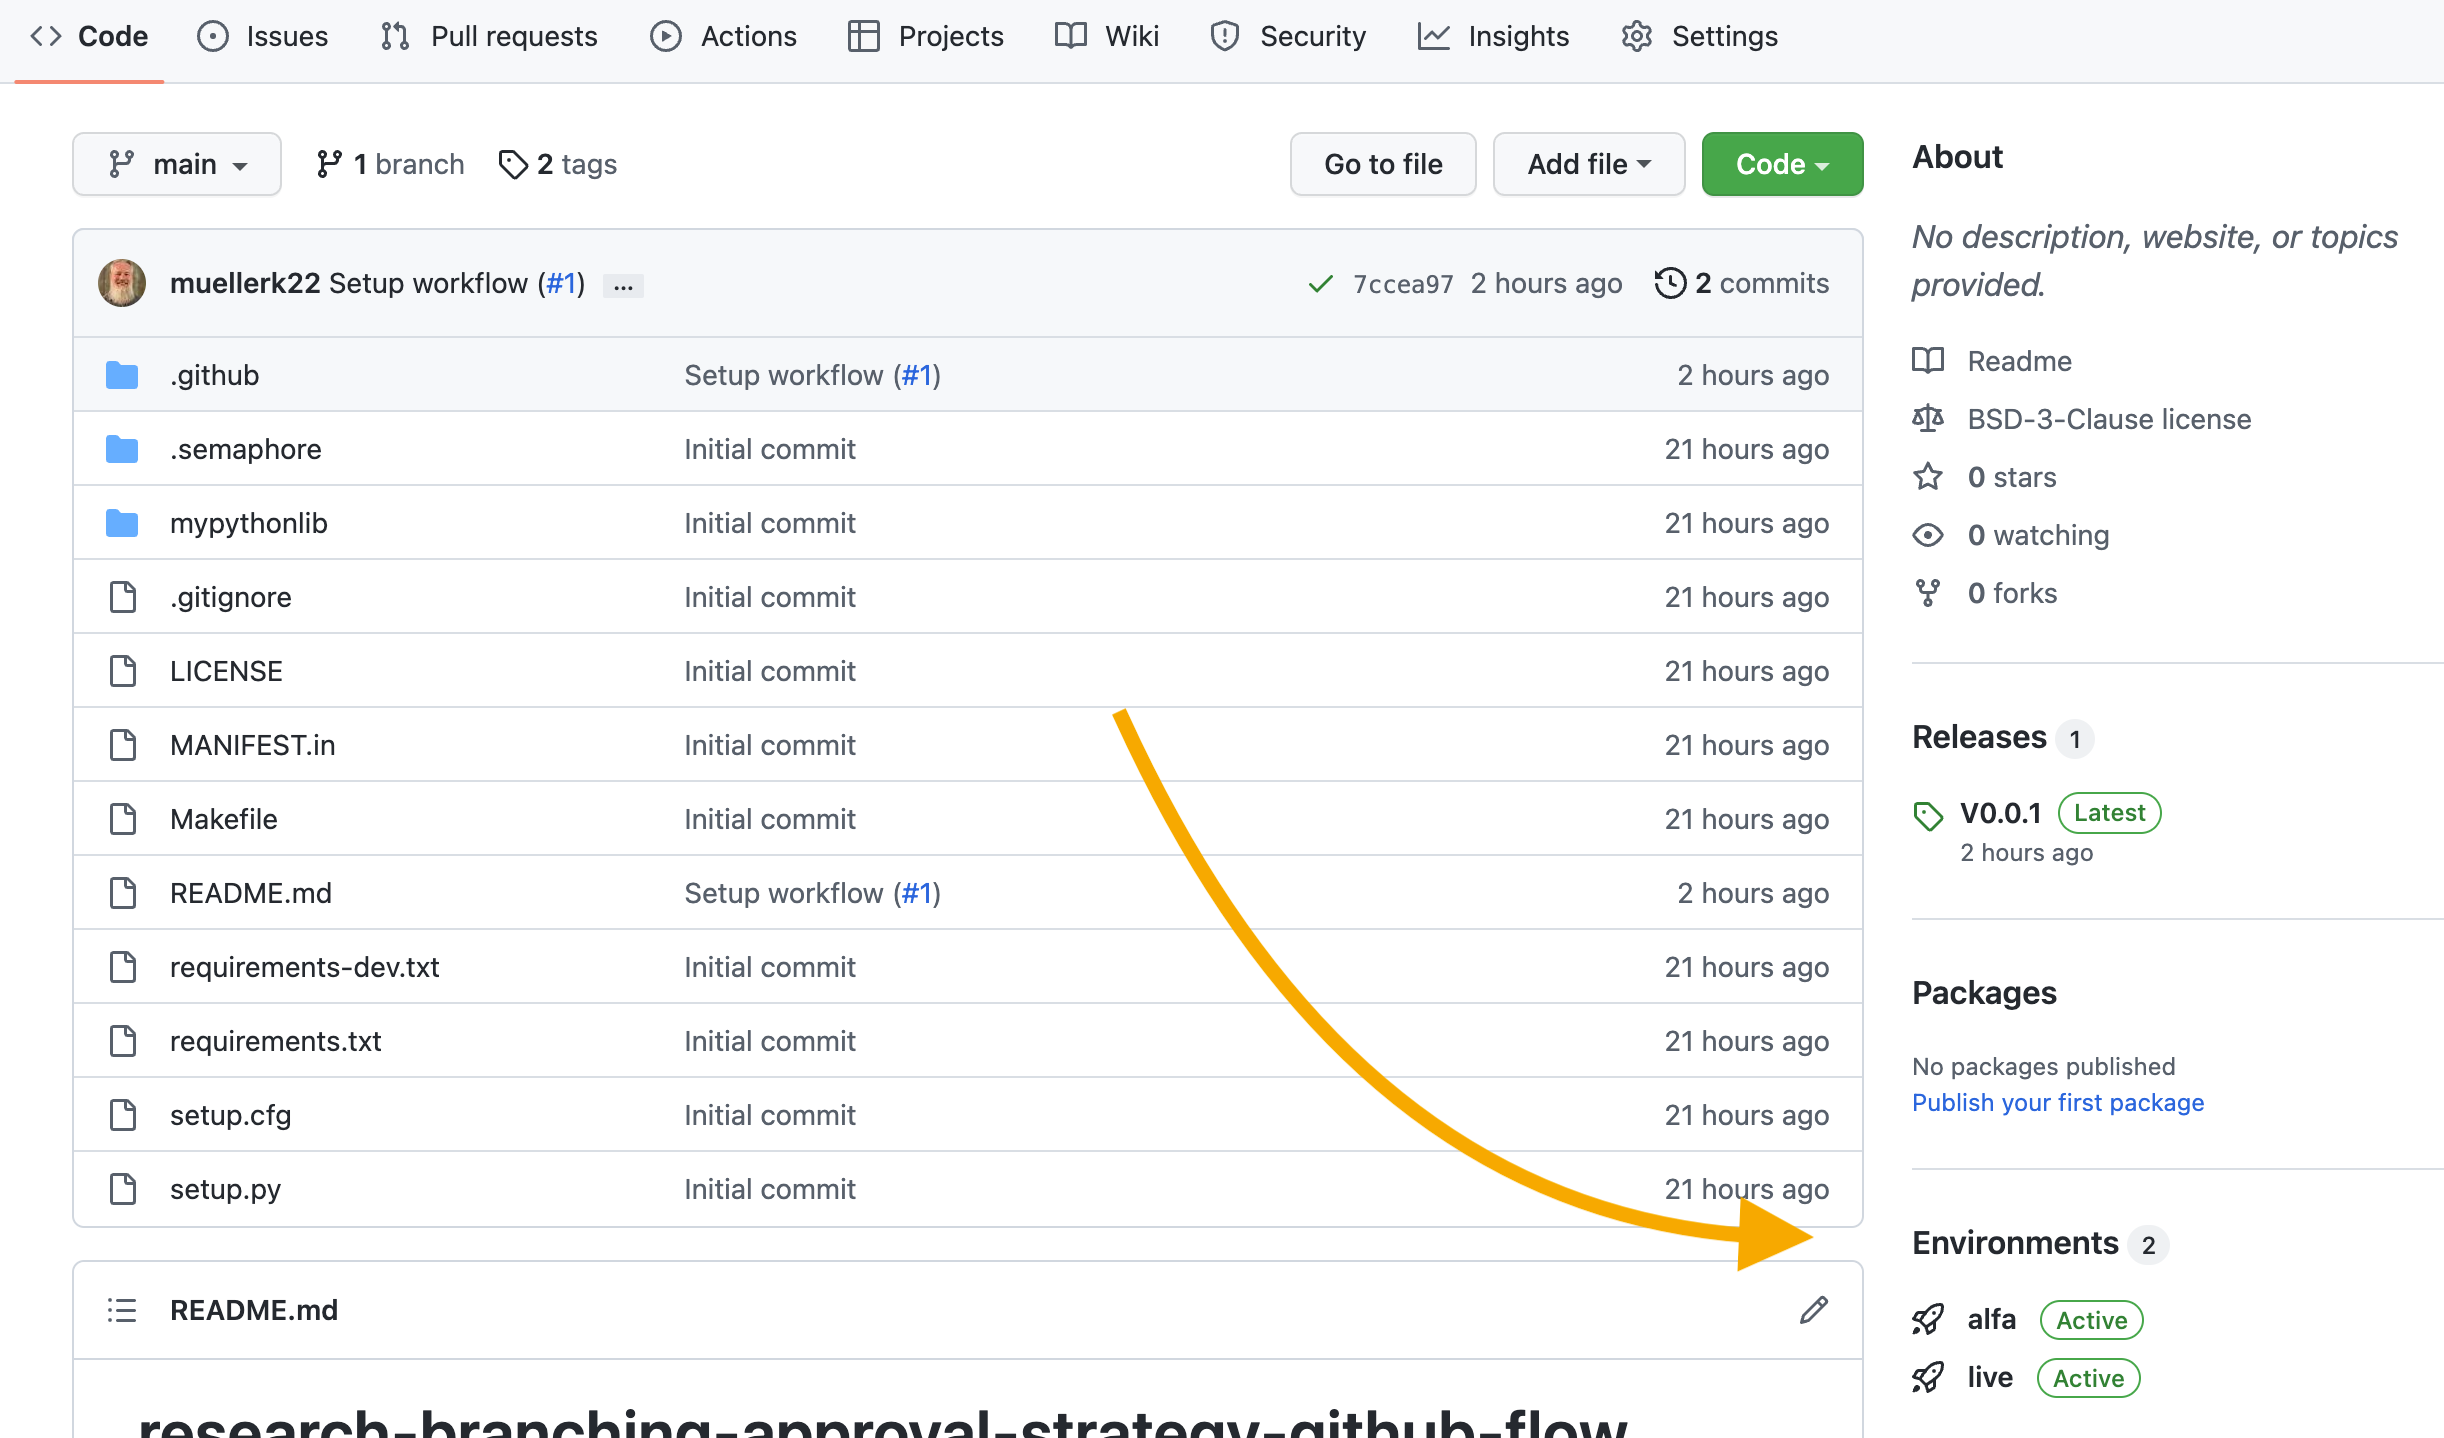 Code Issues Pull requests Actions Projects Wiki Security Insights Settings
main 1 branch 2 tags Go to file Add file Code
muellerk22 Setup workflow (#1) ... 7ccea97 2 hours ago 2 commits
.github Setup workflow (#1) 2 hours ago
.semaphore Initial commit 21 hours ago
mypythonlib Initial commit 21 hours ago
.gitignore Initial commit 21 hours ago
LICENSE Initial commit 21 hours ago
MANIFEST.in Initial commit 21 hours ago
Makefile Initial commit 21 hours ago
README.md Setup workflow (#1) 2 hours ago
requirements-dev.txt Initial commit 21 hours ago
requirements.txt Initial commit 21 hours ago
setup.cfg Initial commit 21 hours ago
setup.py Initial commit 21 hours ago
README.md
research-branching-approval-strategy-github-flow
About
No description, website, or topics
provided.
Readme
BSD-3-Clause license
0 stars
0 watching
0 forks
Releases 1
V0.0.1 Latest
2 hours ago
Packages
No packages published
Publish your first package
Environments 2
alfa Active
live Active